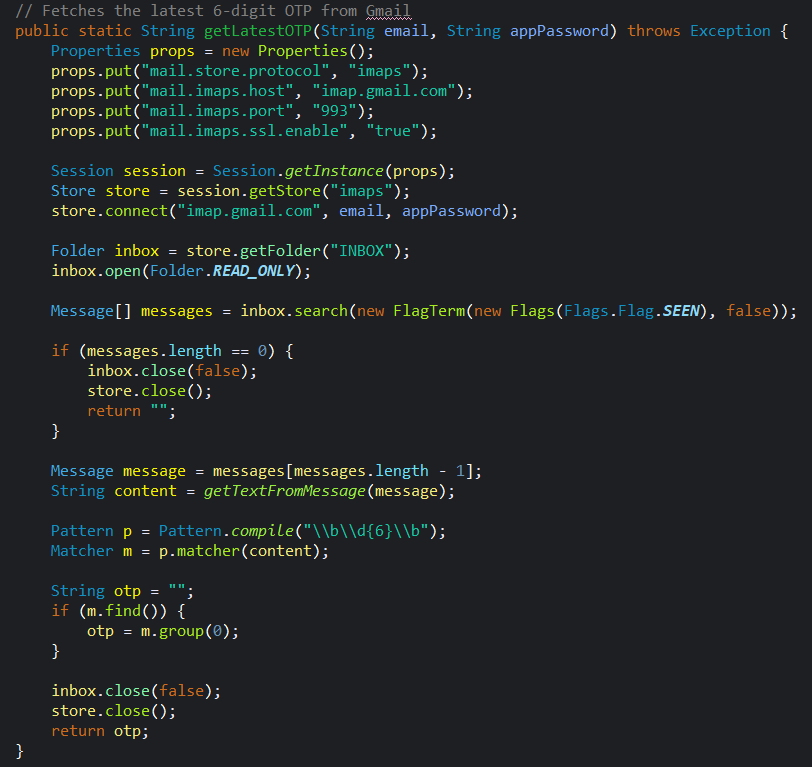 // Fetches the latest 6-digit OTP from Gmail
public static String getLatestOTP(String email, String appPassword) throws Exception {
    Properties props = new Properties();
    props.put("mail.store.protocol", "imaps");
    props.put("mail.imaps.host", "imap.gmail.com");
    props.put("mail.imaps.port", "993");
    props.put("mail.imaps.ssl.enable", "true");

    Session session = Session.getInstance(props);
    Store store = session.getStore("imaps");
    store.connect("imap.gmail.com", email, appPassword);

    Folder inbox = store.getFolder("INBOX");
    inbox.open(Folder.READ_ONLY);

    Message[] messages = inbox.search(new FlagTerm(new Flags(Flags.Flag.SEEN), false));

    if (messages.length == 0) {
        inbox.close(false);
        store.close();
        return "";
    }

    Message message = messages[messages.length - 1];
    String content = getTextFromMessage(message);

    Pattern p = Pattern.compile("\\b\\d{6}\\b");
    Matcher m = p.matcher(content);

    String otp = "";
    if (m.find()) {
        otp = m.group(0);
    }

    inbox.close(false);
    store.close();
    return otp;
}